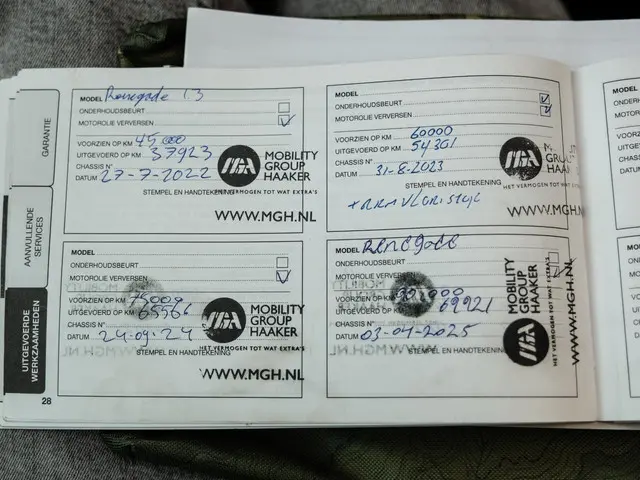 GARANTIE
AANVULLENDE
SERVICES
UITGEVOERDE
WERKZAAMHEDEN
MODEL Renegade 1.3
ONDERHOUDSBEURT
MOTOROLIE VERVERSEN
VOORZIEN OP KM 45000
UITGEVOERD OP KM 37923
CHASSIS N°
DATUM 27-7-2022
STEMPEL EN HANDTEKENING
MOBILITY
GROUP
HAAKER
HET VERMOGEN TOT WAT EXTRA'S
WWW.MGH.NL
MODEL
ONDERHOUDSBEURT
MOTOROLIE VERVERSEN
VOORZIEN OP KM 60000
UITGEVOERD OP KM 54361
CHASSIS N°
DATUM 31-8-2023
STEMPEL EN HANDTEKENING
GROUP
HAA
HET VERMOGEN TOT WAT EXTRA'S
WWW.MGH.NL
MODEL
ONDERHOUDSBEURT
MOTOROLIE VERVERSEN
VOORZIEN OP KM 75000
UITGEVOERD OP KM
CHASSIS N°
DATUM 24-09-24
STEMPEL EN HANDTEKENING
MOBILITY
GROUP
HAAKER
HET VERMOGEN TOT WAT EXTRA'S
WWW.MGH.NL
MODEL Renegade
ONDERHOUDSBEURT
MOTOROLIE VERVERSEN
VOORZIEN OP KM
UITGEVOERD OP KM 69921
CHASSIS N°
DATUM 03-04-2025
STEMPEL EN HANDTEKENING
MOBILITY
GROUP
HAAKER
HET VERMOGEN TOT WAT EXTRA'S
WWW.MGH.NL
28